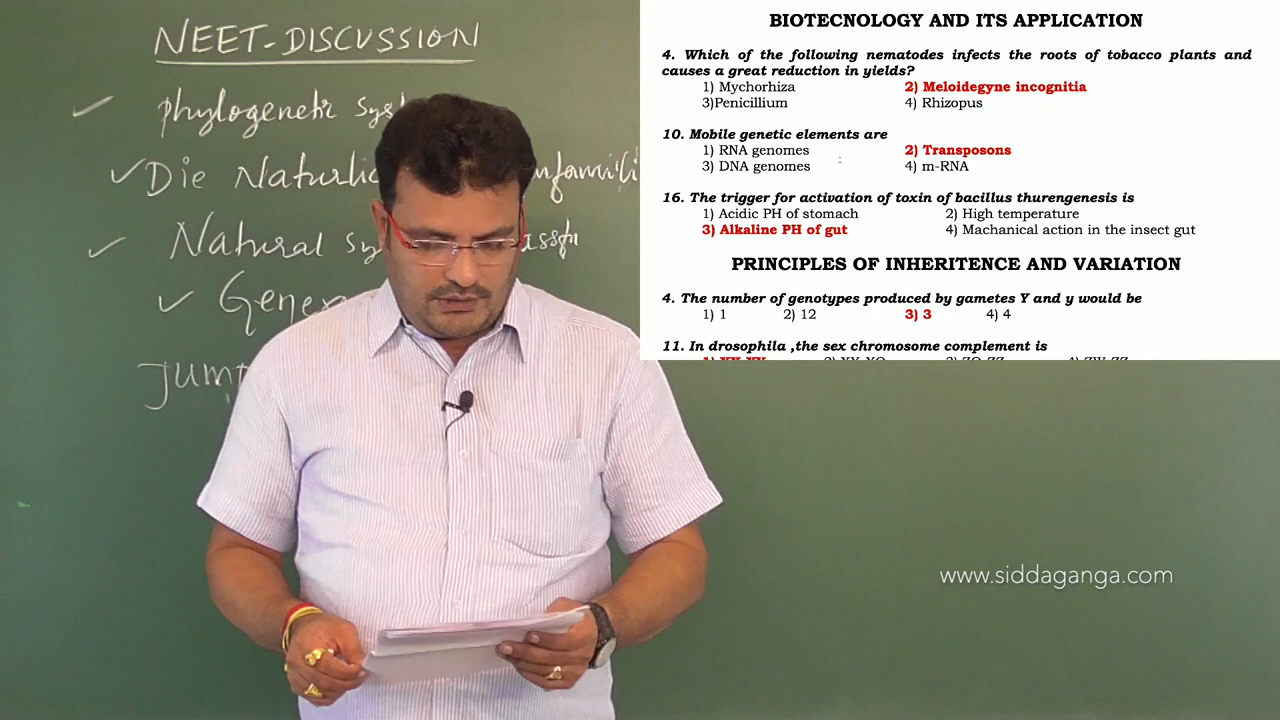 NEET-DISCUSSION
phylogenetic Syst
Die Naturlic nfamili
Natural Sy assfi
Gener
Jump
BIOTECNOLOGY AND ITS APPLICATION
4. Which of the following nematodes infects the roots of tobacco plants and
causes a great reduction in yields?
1) Mychorhiza 2) Meloidegyne incognitia
3)Penicillium 4) Rhizopus
10. Mobile genetic elements are
1) RNA genomes 2) Transposons
3) DNA genomes 4) m-RNA
16. The trigger for activation of toxin of bacillus thurengenesis is
1) Acidic PH of stomach 2) High temperature
3) Alkaline PH of gut 4) Machanical action in the insect gut
PRINCIPLES OF INHERITENCE AND VARIATION
4. The number of genotypes produced by gametes Y and y would be
1) 1 2) 12 3) 3 4) 4
11. In drosophila ,the sex chromosome complement is
www.siddaganga.com